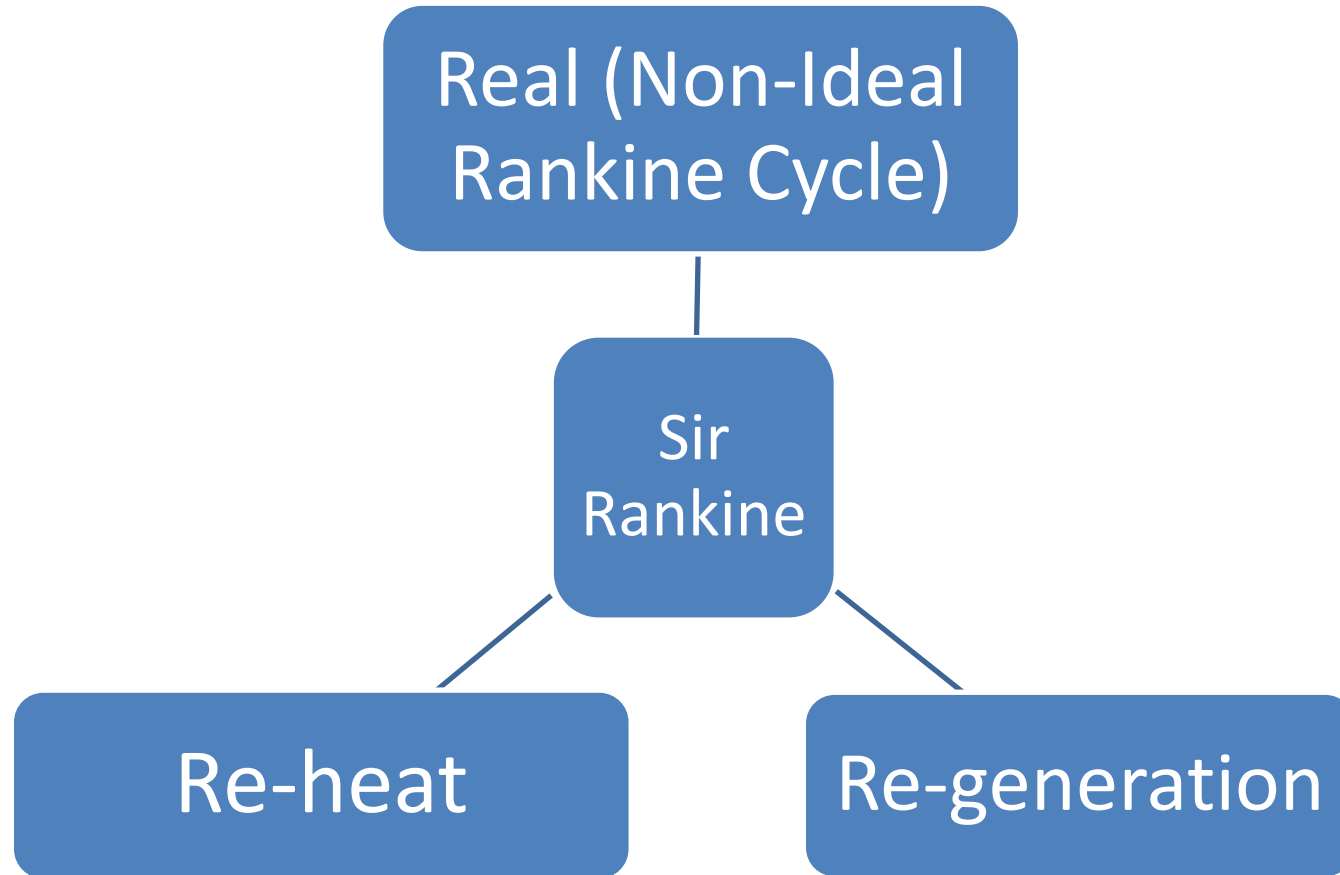 Real (Non-Ideal
Rankine Cycle)
Sir
Rankine
Re-heat
Re-generation